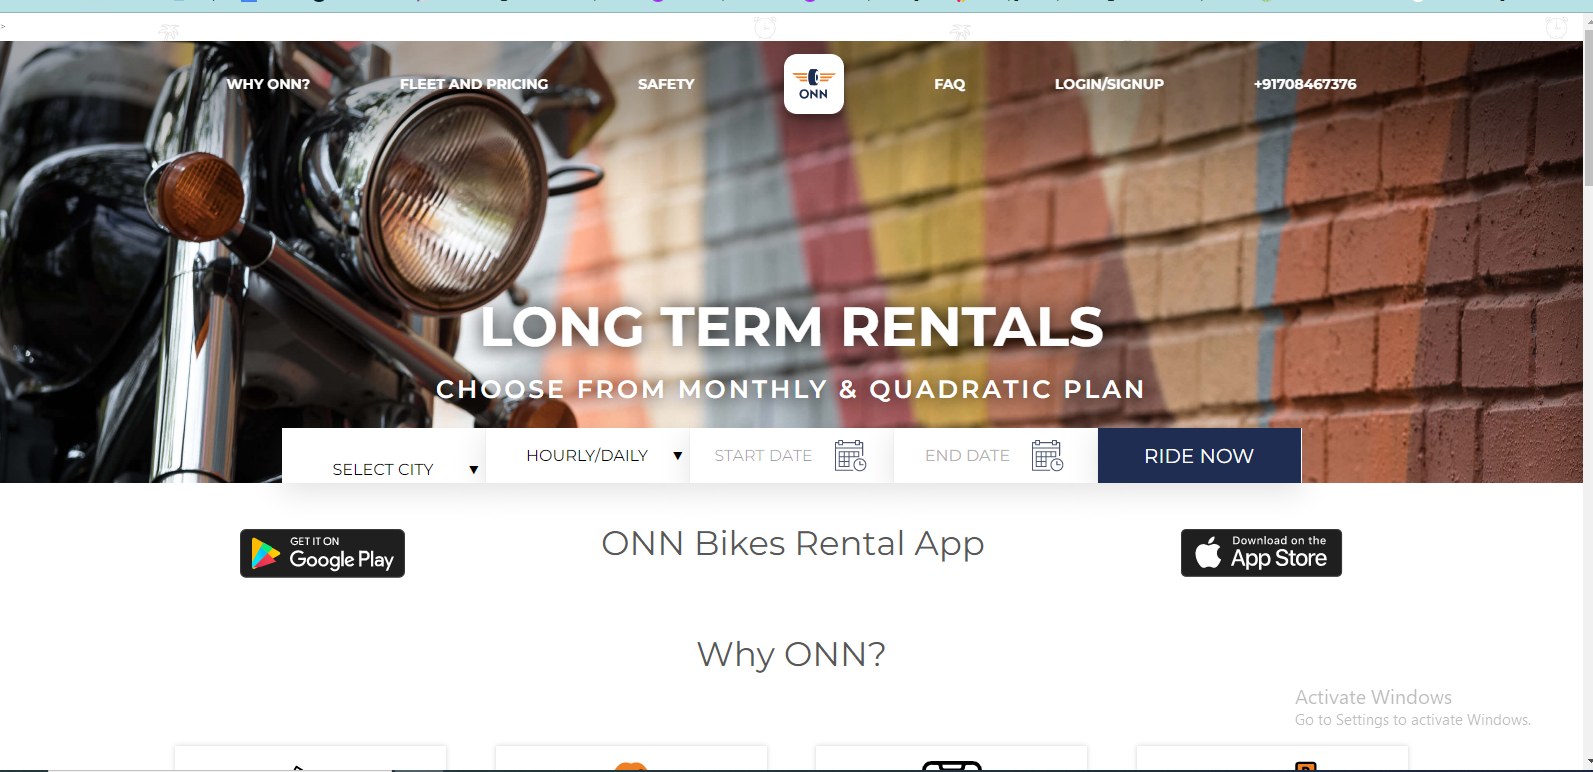 >
WHY ONN?
FLEET AND PRICING
SAFETY
ONN
FAQ
LOGIN/SIGNUP
+91708467376
LONG TERM RENTALS
CHOOSE FROM MONTHLY & QUADRATIC PLAN
SELECT CITY
HOURLY/DAILY
START DATE
END DATE
RIDE NOW
GET IT ON
Google Play
ONN Bikes Rental App
Download on the
App Store
Why ONN?
Activate Windows
Go to Settings to activate Windows.